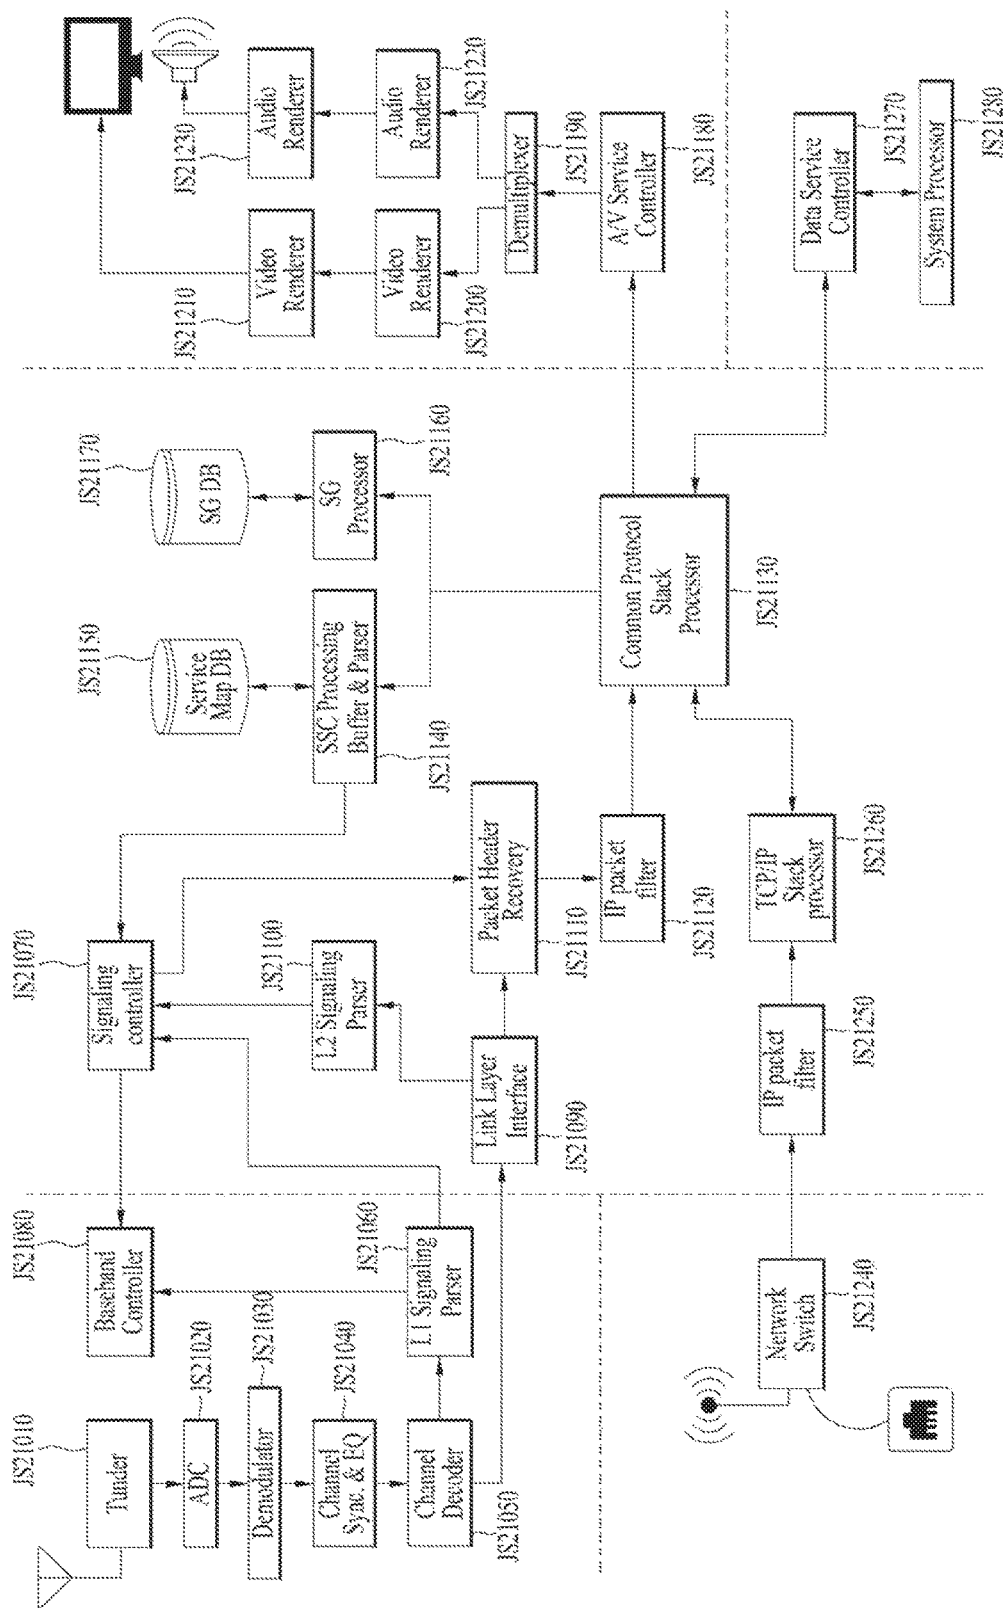 JS21010
Tunder
ADC
JS21020
Demodulator
JS21030
Channel
Sync. & EQ
JS21040
Channel
Decoder
JS21050
JS21080
Baseband
Controller
JS21060
L1 Signaling
Parser
JS21070
Signaling
controller
JS21100
L2 Signaling
Parser
Link Layer
Interface
JS21090
Packet Header
Recovery
JS21110
IP packet
filter
JS21120
JS21150
Service
Map DB
SSC Processing
Buffer & Parser
JS21140
JS21170
SG DB
SG
Processor
JS21160
Common Protocol
Stack
Processor
JS21130
Network
Switch
JS21240
IP packet
filter
JS21250
TCP/IP
Stack
processor
JS21260
JS21210
Video
Renderer
Video
Renderer
JS21200
JS21230
Audio
Renderer
Audio
Renderer
JS21220
Demultiplexer
JS21190
A/V Service
Controller
JS21180
Data Service
Controller
JS21270
System Processor
JS21280